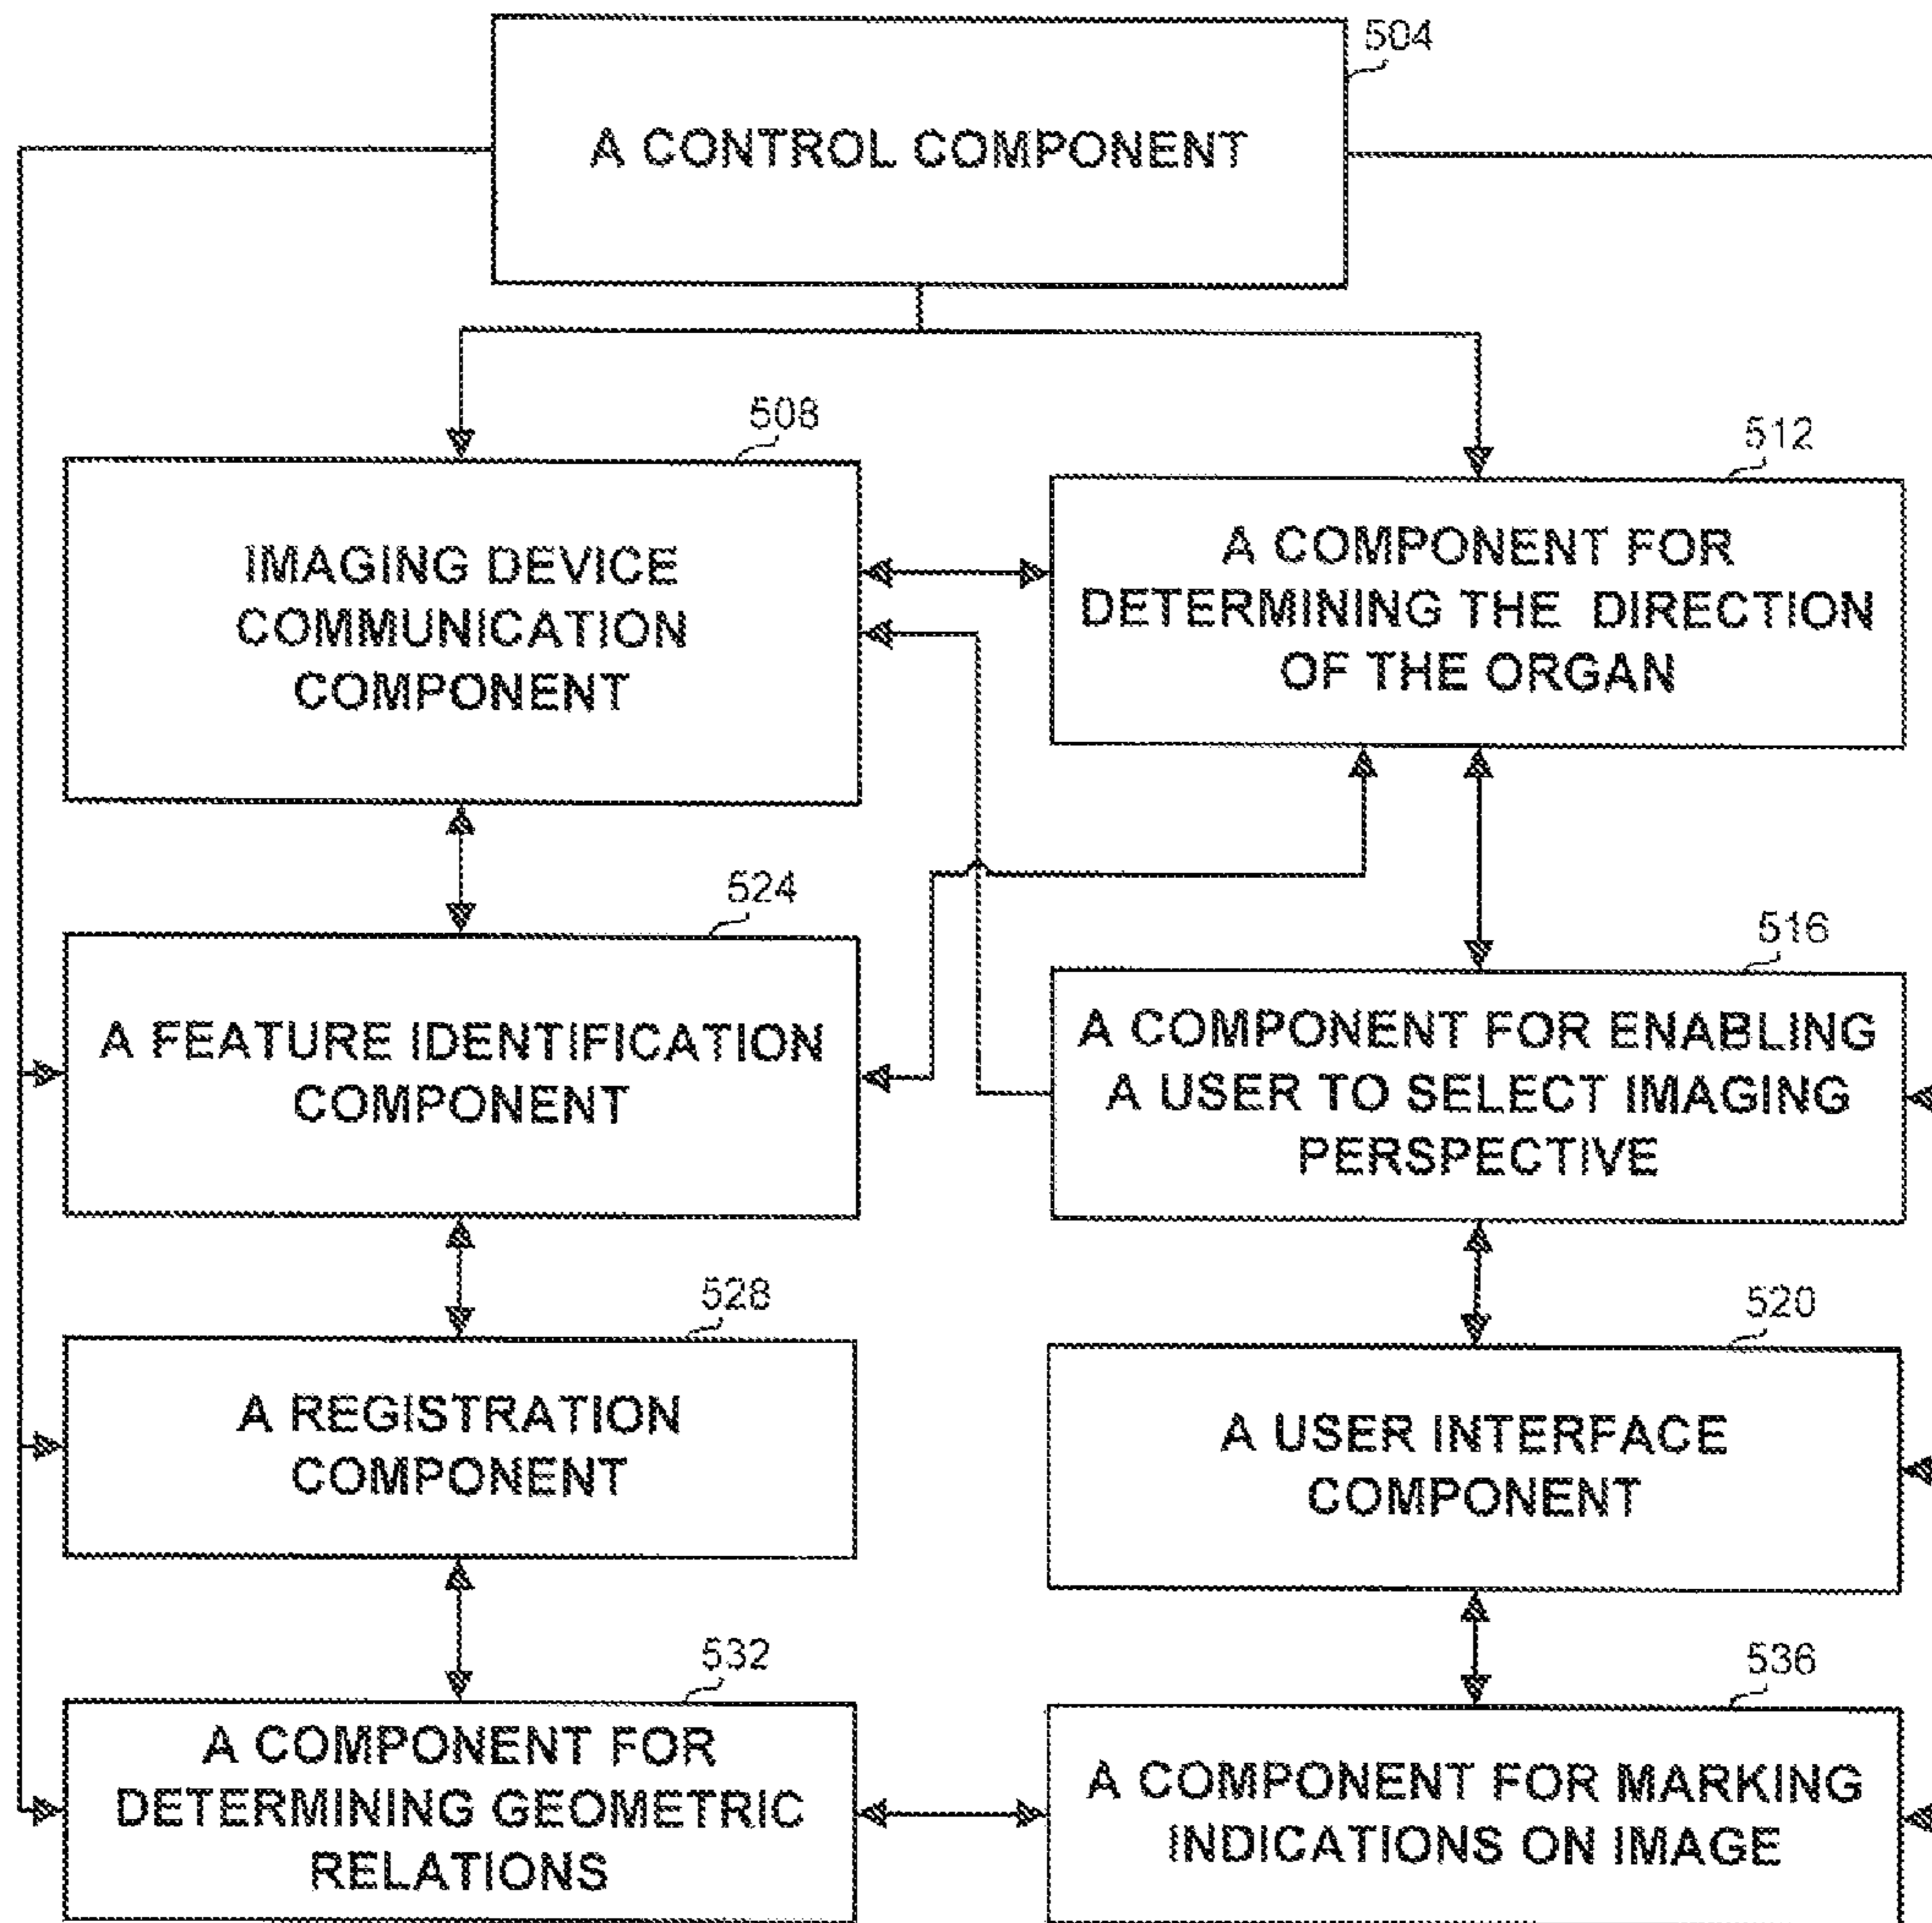 504
A CONTROL COMPONENT
508
IMAGING DEVICE
COMMUNICATION
COMPONENT
512
A COMPONENT FOR
DETERMINING THE DIRECTION
OF THE ORGAN
524
A FEATURE IDENTIFICATION
COMPONENT
516
A COMPONENT FOR ENABLING
A USER TO SELECT IMAGING
PERSPECTIVE
528
A REGISTRATION
COMPONENT
520
A USER INTERFACE
COMPONENT
532
A COMPONENT FOR
DETERMINING GEOMETRIC
RELATIONS
536
A COMPONENT FOR MARKING
INDICATIONS ON IMAGE